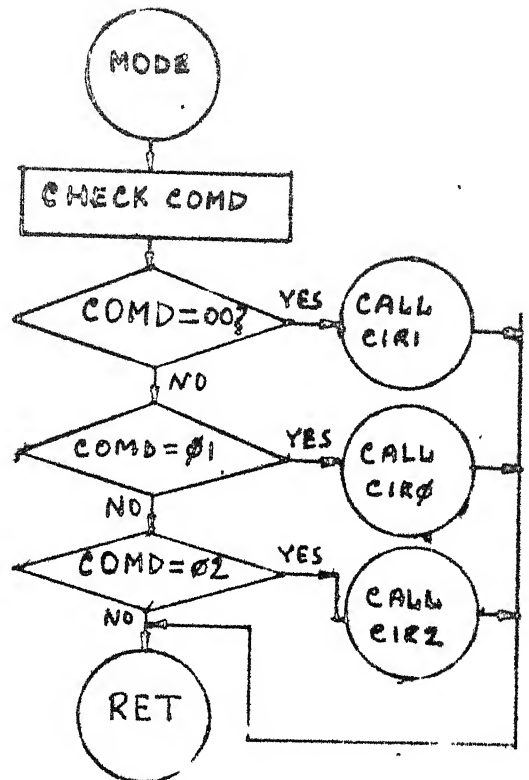 MODE
CHECK COMD
COMD=00?
YES
CALL
CIR1
NO
COMD=Ø1
YES
CALL
CIRØ
NO
COMD=Ø2
YES
CALL
CIR2
NO
RET